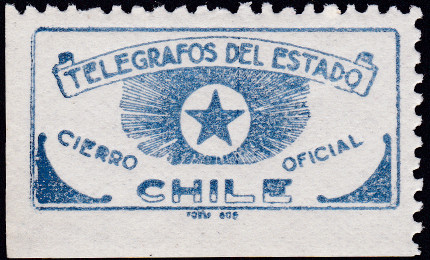 TELEGRAFOS DEL ESTADO
CIERRO OFICIAL
CHILE